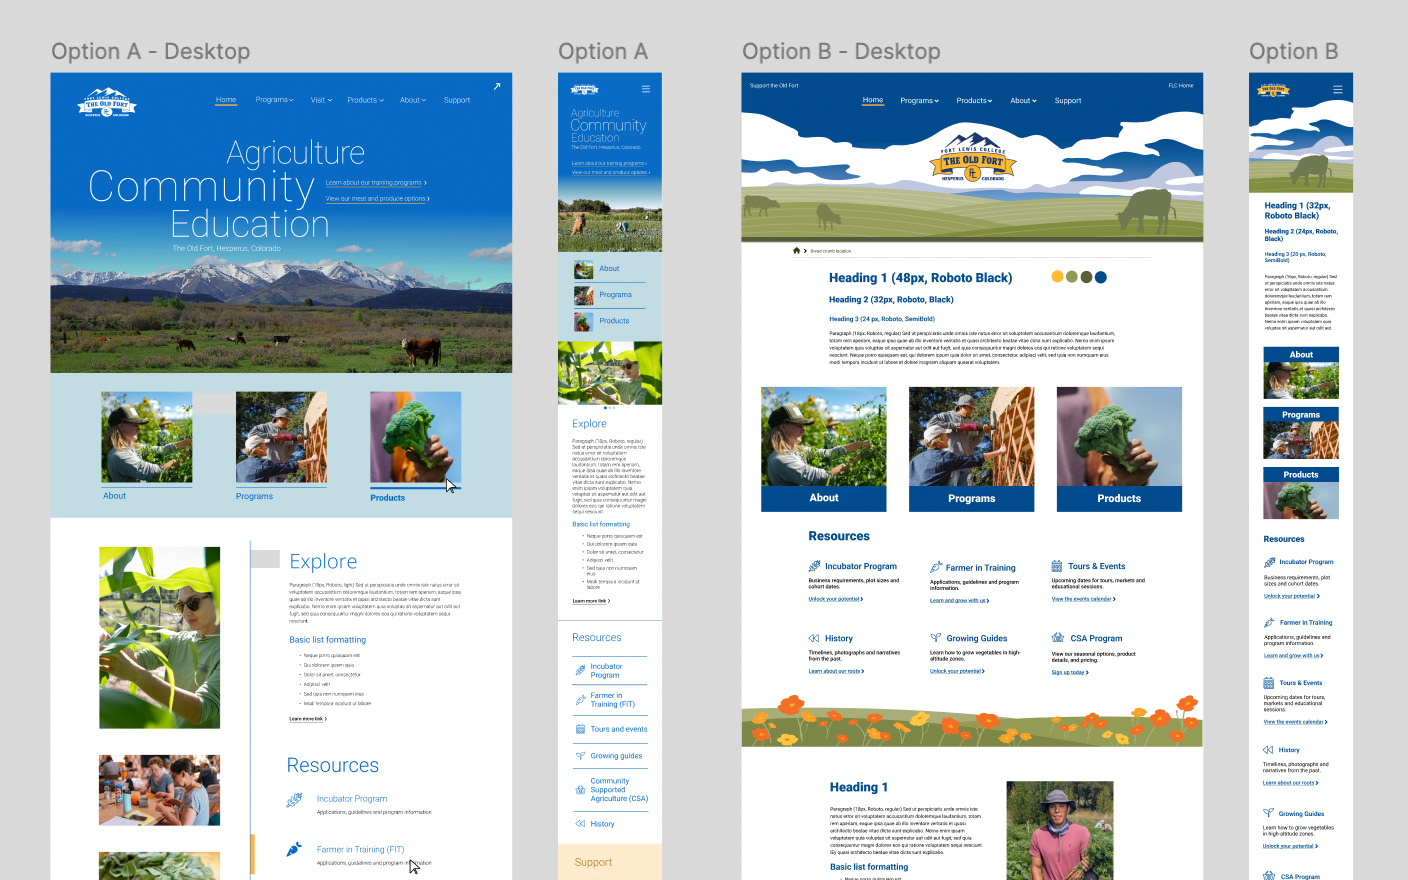 Option A - Desktop
FORT LEWIS COLLEGE
THE OLD FORT
HESPERUS COLORADO
Home
Programs
Visit
Products
About
Support
Agriculture
Community
Education
Learn about our training programs
View our meat and produce options
The Old Fort, Hesperus, Colorado
About
Programs
Products
Explore
Paragraph (18px, Roboto, light) Sed ut perspiciatis unde omnis iste natus error sit
voluptatem accusantium doloremque laudantium, totam rem aperiam, eaque ipsa
quae ab illo inventore veritatis et quasi architecto beatae vitae dicta sunt explicabo.
Nemo enim ipsam voluptatem quia voluptas sit aspernatur aut odit aut
fugit, sed quia consequuntur magni dolores eos qui ratione voluptatem sequi
nesciunt.
Basic list formatting
• Neque porro quisquam est
• Qui dolorem ipsum quia
• Dolor sit amet, consectetur
• Adipisci velit
• Sed quia non numquam eius
• Modi tempora incidunt ut labore
Learn more link
Resources
Incubator Program
Applications, guidelines and program information
Farmer in Training (FIT)
Applications, guidelines and program information
Option A
Agriculture
Community
Education
The Old Fort, Hesperus, Colorado
Learn about our training programs
View our meat and produce options
About
Programs
Products
Explore
Paragraph (18px, Roboto, regular)
Sed ut perspiciatis unde omnis iste
natus error sit voluptatem
accusantium doloremque
laudantium, totam rem aperiam,
eaque ipsa quae ab illo inventore
veritatis et quasi architecto beatae
vitae dicta sunt explicabo. Nemo
enim ipsam voluptatem quia
voluptas sit aspernatur aut odit aut
fugit, sed quia consequuntur magni
dolores eos qui ratione voluptatem
sequi nesciunt.
Basic list formatting
• Neque porro quisquam est
• Qui dolorem ipsum quia
• Dolor sit amet, consectetur
• Adipisci velit
• Sed quia non numquam
eius
• Modi tempora incidunt ut
labore
Learn more link
Resources
Incubator
Program
Farmer in
Training (FIT)
Tours and events
Growing guides
Community
Supported
Agriculture (CSA)
History
Support
Option B - Desktop
Support the Old Fort
FLC Home
Home
Programs
Products
About
Support
FORT LEWIS COLLEGE
THE OLD FORT
HESPERUS COLORADO
Bread crumb location
Heading 1 (48px, Roboto Black)
Heading 2 (32px, Roboto, Black)
Heading 3 (24 px, Roboto, SemiBold)
Paragraph (18px, Roboto, regular) Sed ut perspiciatis unde omnis iste natus error sit voluptatem accusantium doloremque laudantium,
totam rem aperiam, eaque ipsa quae ab illo inventore veritatis et quasi architecto beatae vitae dicta sunt explicabo. Nemo enim ipsam
voluptatem quia voluptas sit aspernatur aut odit aut fugit, sed quia consequuntur magni dolores eos qui ratione voluptatem sequi
nesciunt. Neque porro quisquam est, qui dolorem ipsum quia dolor sit amet, consectetur, adipisci velit, sed quia non numquam eius
modi tempora incidunt ut labore et dolore magnam aliquam quaerat voluptatem.
About
Programs
Products
Resources
Incubator Program
Business requirements, plot sizes and
cohort dates.
Unlock your potential
Farmer in Training
Applications, guidelines and program
information.
Learn and grow with us
Tours & Events
Upcoming dates for tours, markets and
educational sessions.
View the events calendar
History
Timelines, photographs and narratives
from the past.
Learn about our roots
Growing Guides
Learn how to grow vegetables in high-
altitude zones.
Unlock your potential
CSA Program
View our seasonal options, product
details, and pricing.
Sign up today
Heading 1
Paragraph (18px, Roboto, regular) Sed ut perspiciatis unde omnis iste
natus error sit voluptatem accusantium doloremque laudantium, totam
rem aperiam, eaque ipsa quae ab illo inventore veritatis et quasi
architecto beatae vitae dicta sunt explicabo. Nemo enim ipsam
voluptatem quia voluptas sit aspernatur aut odit aut fugit, sed quia
consequuntur magni dolores eos qui ratione voluptatem sequi nesciunt.
Basic list formatting
Option B
THE OLD FORT
Heading 1 (32px,
Roboto Black)
Heading 2 (24px, Roboto,
Black)
Heading 3 (20 px, Roboto,
SemiBold)
Paragraph (18px, Roboto, regular) Sed
ut perspiciatis unde omnis iste natus
error sit voluptatem accusantium
doloremque laudantium, totam rem
aperiam, eaque ipsa quae ab illo
inventore veritatis et quasi architecto
beatae vitae dicta sunt explicabo.
Nemo enim ipsam voluptatem quia
voluptas sit aspernatur aut odit aut.
About
Programs
Products
Resources
Incubator Program
Business requirements, plot
sizes and cohort dates.
Unlock your potential
Farmer in Training
Applications, guidelines and
program information.
Learn and grow with us
Tours & Events
Upcoming dates for tours,
markets and educational
sessions.
View the events calendar
History
Timelines, photographs and
narratives from the past.
Learn about our roots
Growing Guides
Learn how to grow vegetables
in high-altitude zones.
Unlock your potential
CSA Program